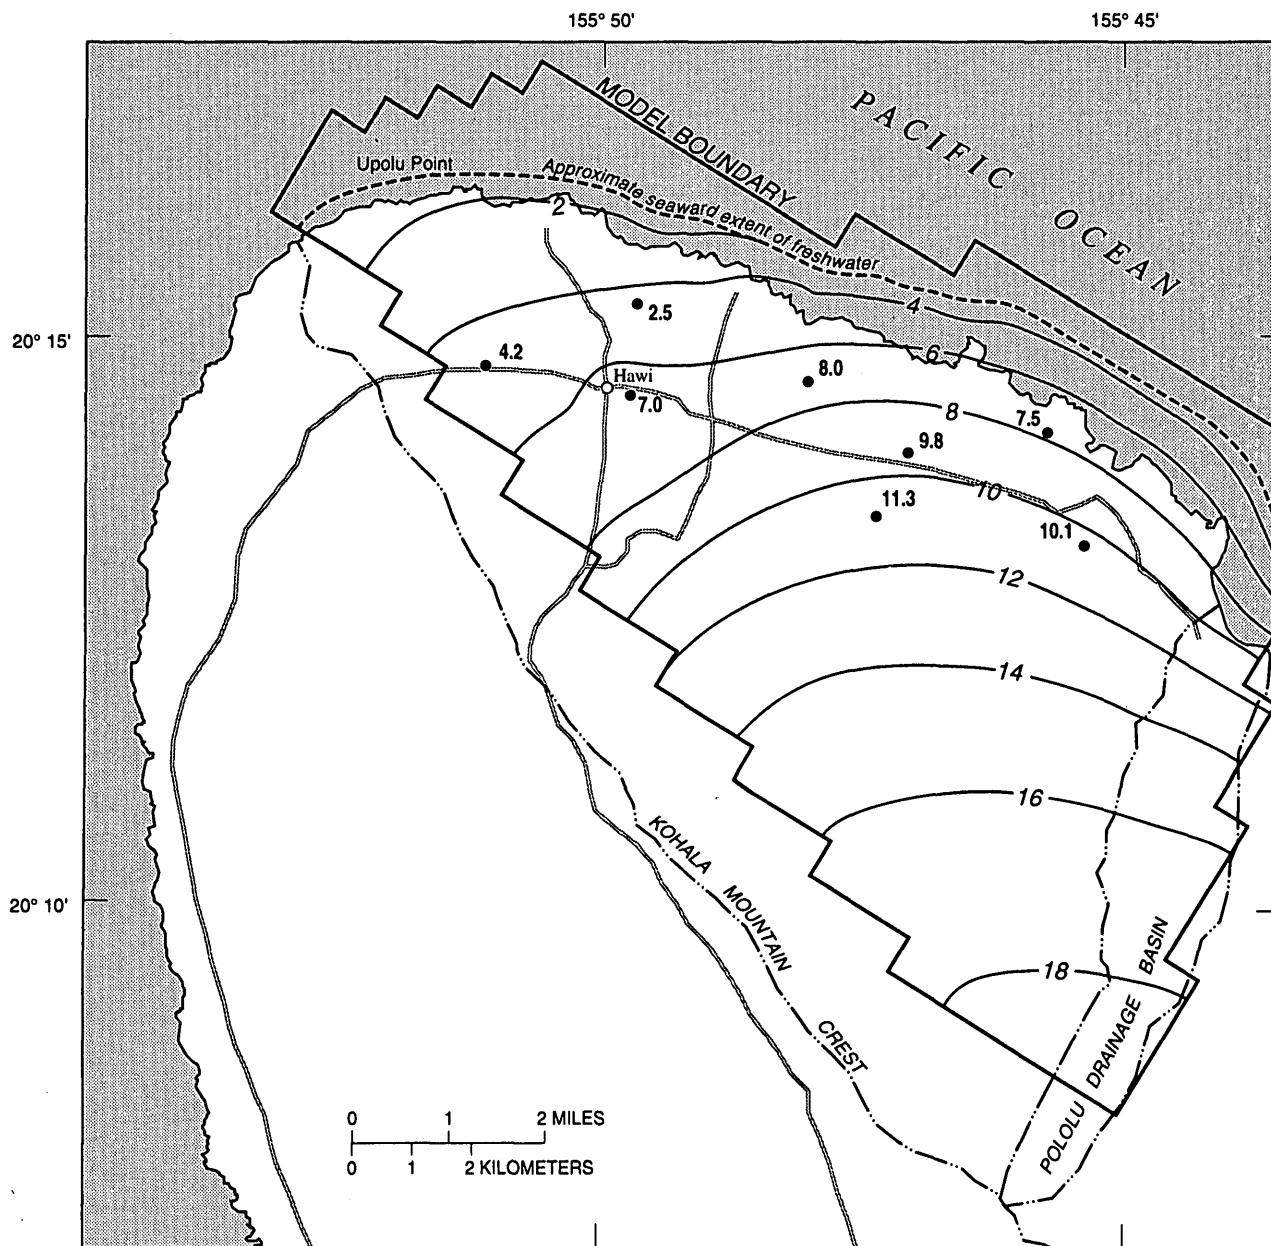 155° 50'
155° 45'
PACIFIC
OCEAN
MODEL BOUNDARY
Upolu Point
Approximate seaward extent of freshwater
2
2.5
4
20° 15'
4.2
6
Hawi
8.0
7.0
8
7.5
9.8
10
11.3
10.1
12
14
16
KOHALA MOUNTAIN CREST
20° 10'
18
POLOLU DRAINAGE BASIN
0 1 2 MILES
0 1 2 KILOMETERS